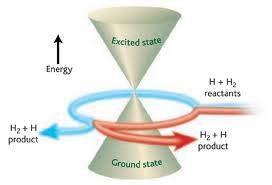 Excited state
Energy
H + H₂
reactants
H₂ + H
product
H₂ + H
product
Ground state